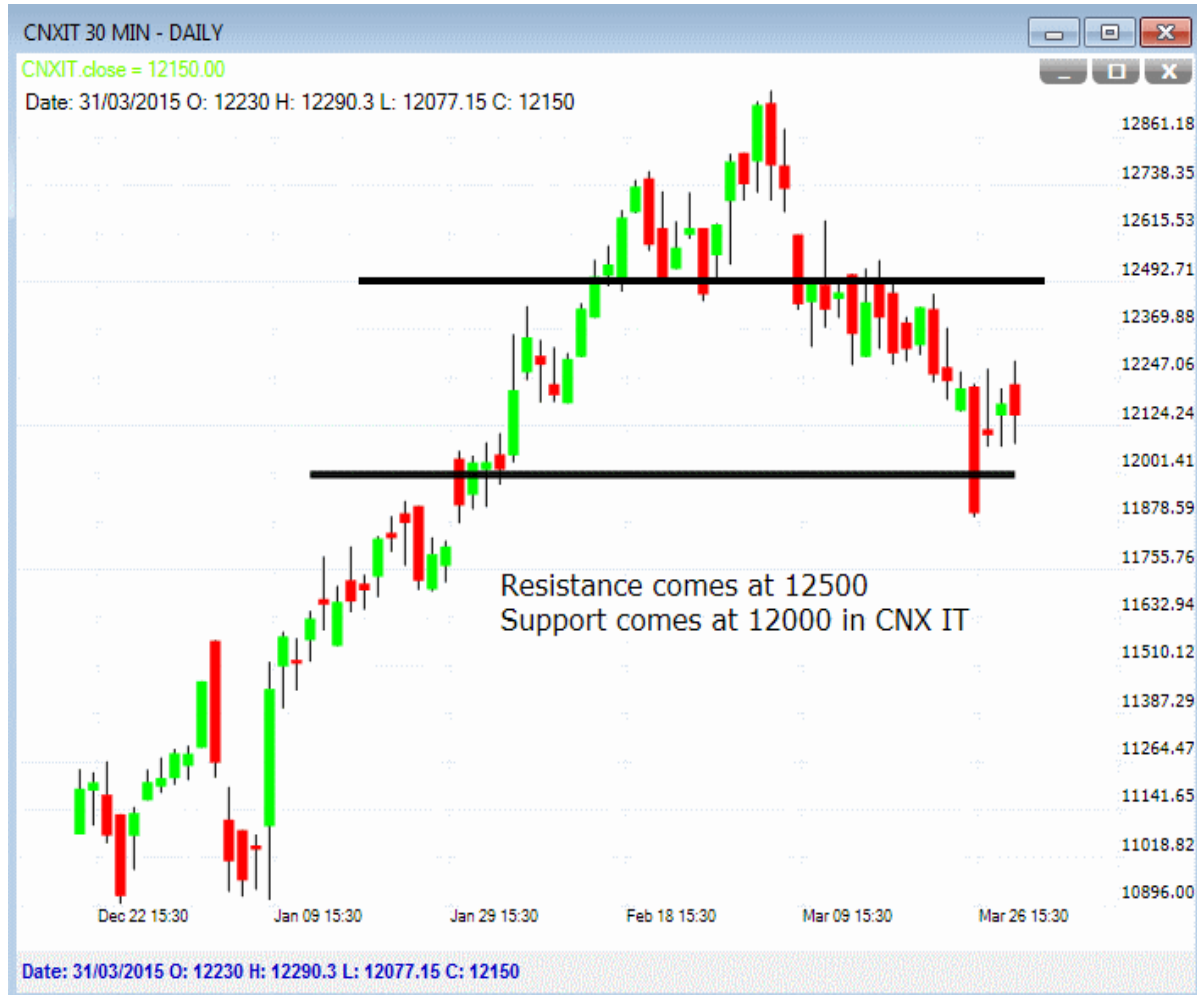 CNXIT 30 MIN - DAILY
CNXIT.close = 12150.00
Date: 31/03/2015 O: 12230 H: 12290.3 L: 12077.15 C: 12150
12861.18
12738.35
12615.53
12492.71
12369.88
12247.06
12124.24
12001.41
11878.59
11755.76
11632.94
11510.12
11387.29
11264.47
11141.65
11018.82
10896.00
Resistance comes at 12500
Support comes at 12000 in CNX IT
Dec 22 15:30 Jan 09 15:30 Jan 29 15:30 Feb 18 15:30 Mar 09 15:30 Mar 26 15:30
Date: 31/03/2015 O: 12230 H: 12290.3 L: 12077.15 C: 12150